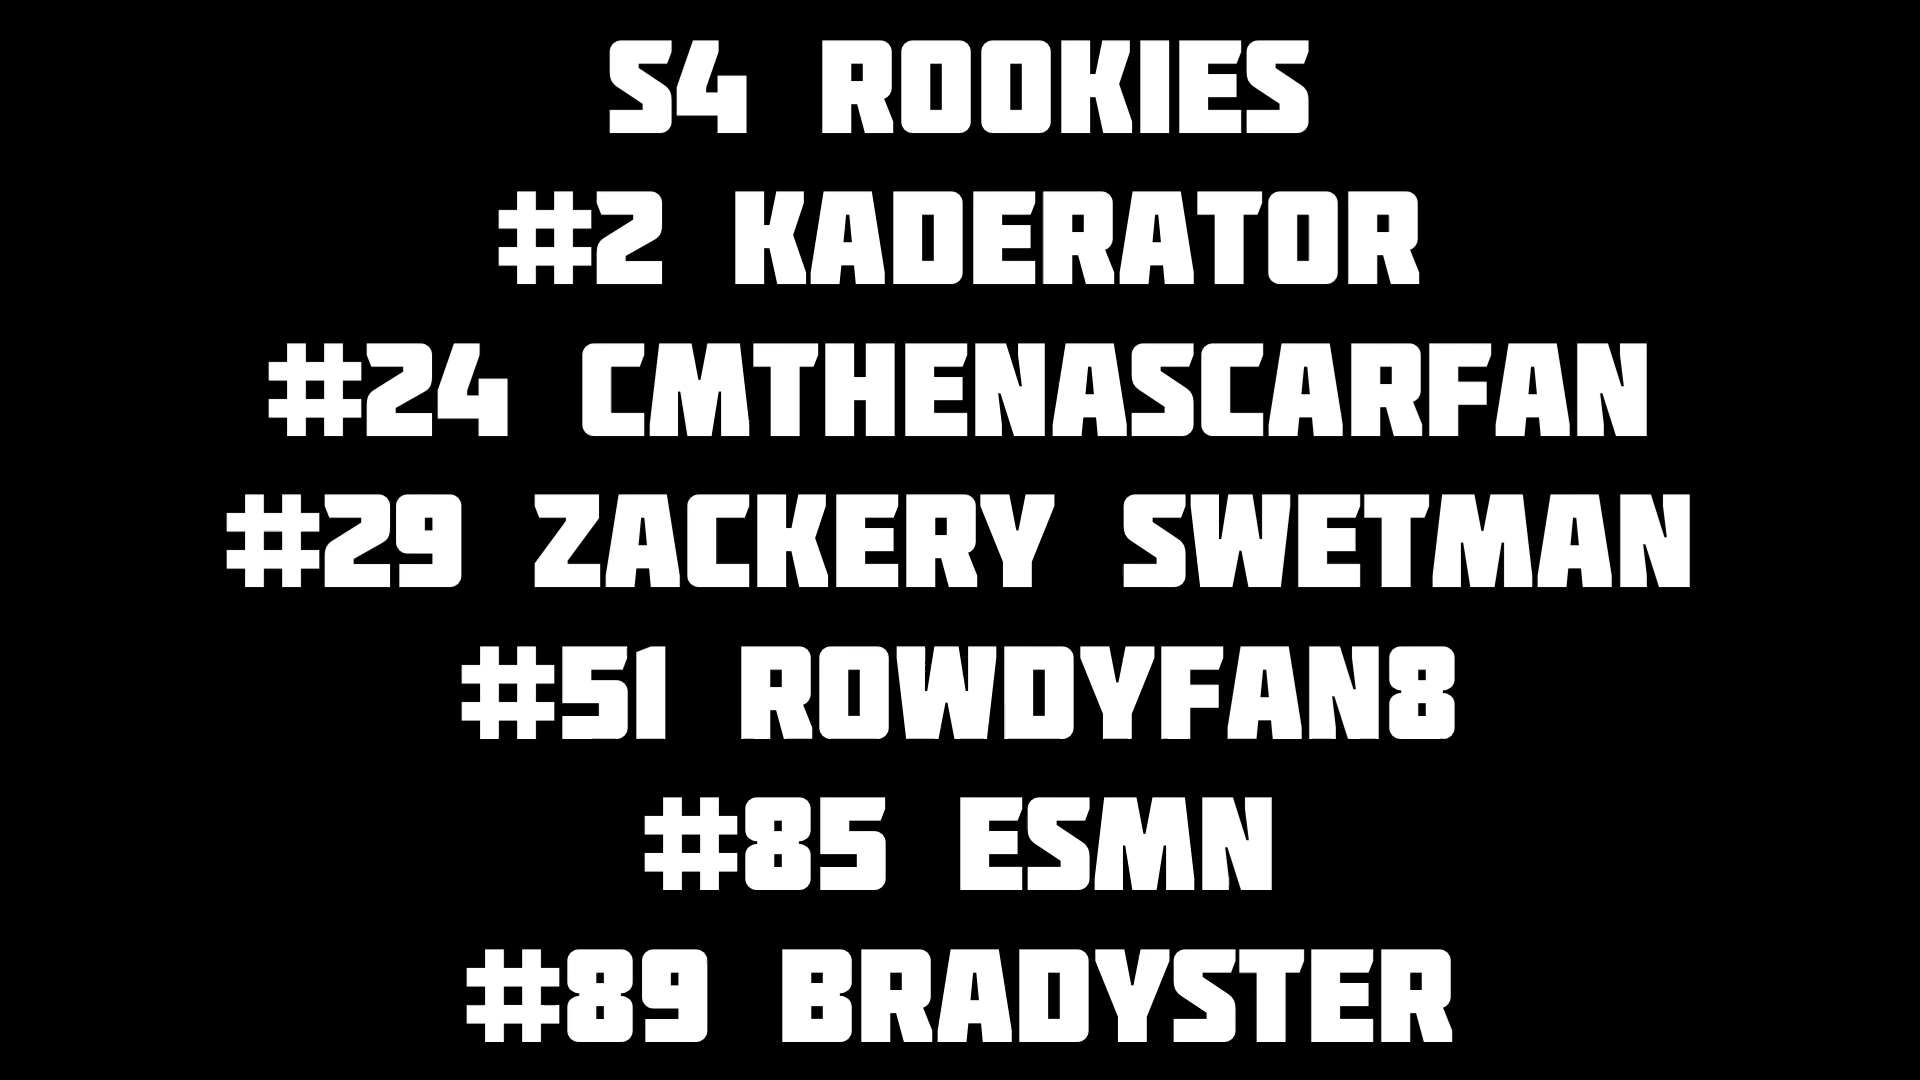 S4 ROOKIES
#2 KADERATOR
#24 CMTHENASCARFAN
#29 ZACKERY SWETMAN
#51 ROWDYFAN8
#85 ESMN
#89 BRADYSTER